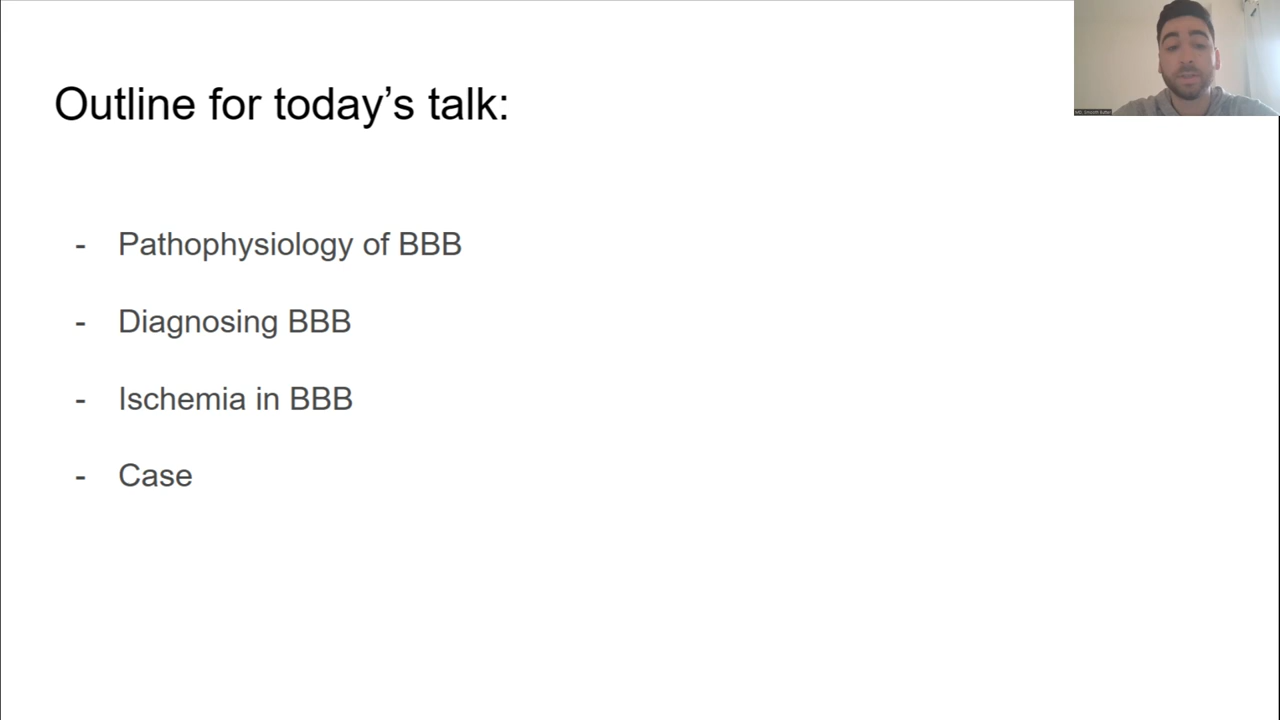 Outline for today’s talk:
- Pathophysiology of BBB
- Diagnosing BBB
- Ischemia in BBB
- Case